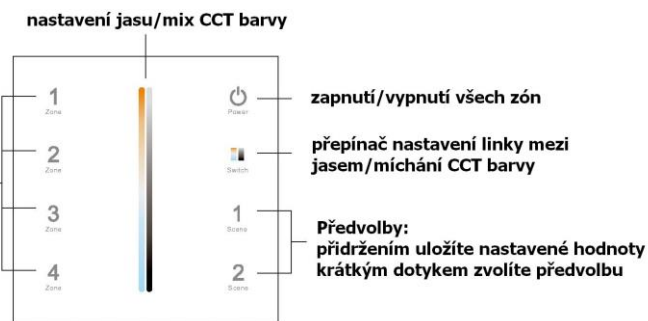 nastavení jasu/mix CCT barvy
1
Zone
2
Zone
3
Zone
4
Zone
Power
Switch
1
Scene
2
Scene
zapnutí/vypnutí všech zón
přepínač nastavení linky mezi
jasem/míchání CCT barvy
Předvolby:
přidržením uložíte nastavené hodnoty
krátkým dotykem zvolíte předvolbu